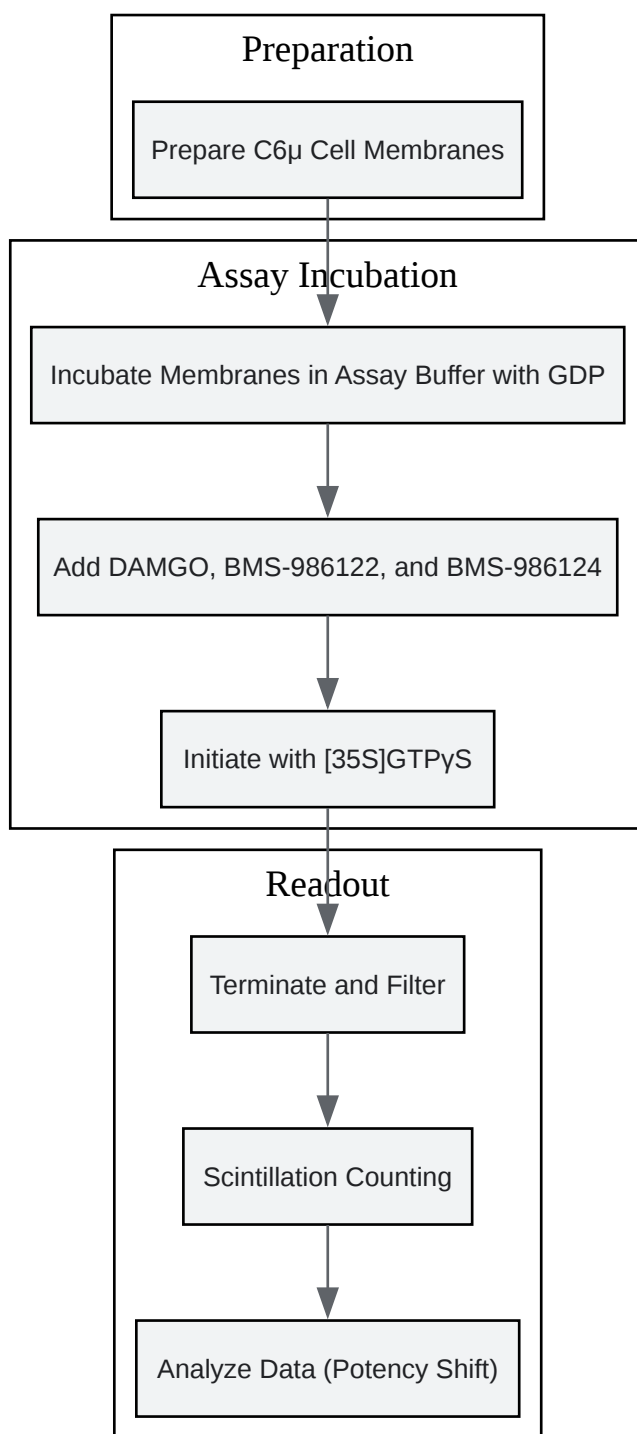 Preparation
Prepare C6μ Cell Membranes
Assay Incubation
Incubate Membranes in Assay Buffer with GDP
Add DAMGO, BMS-986122, and BMS-986124
Initiate with [35S]GTPγS
Readout
Terminate and Filter
Scintillation Counting
Analyze Data (Potency Shift)